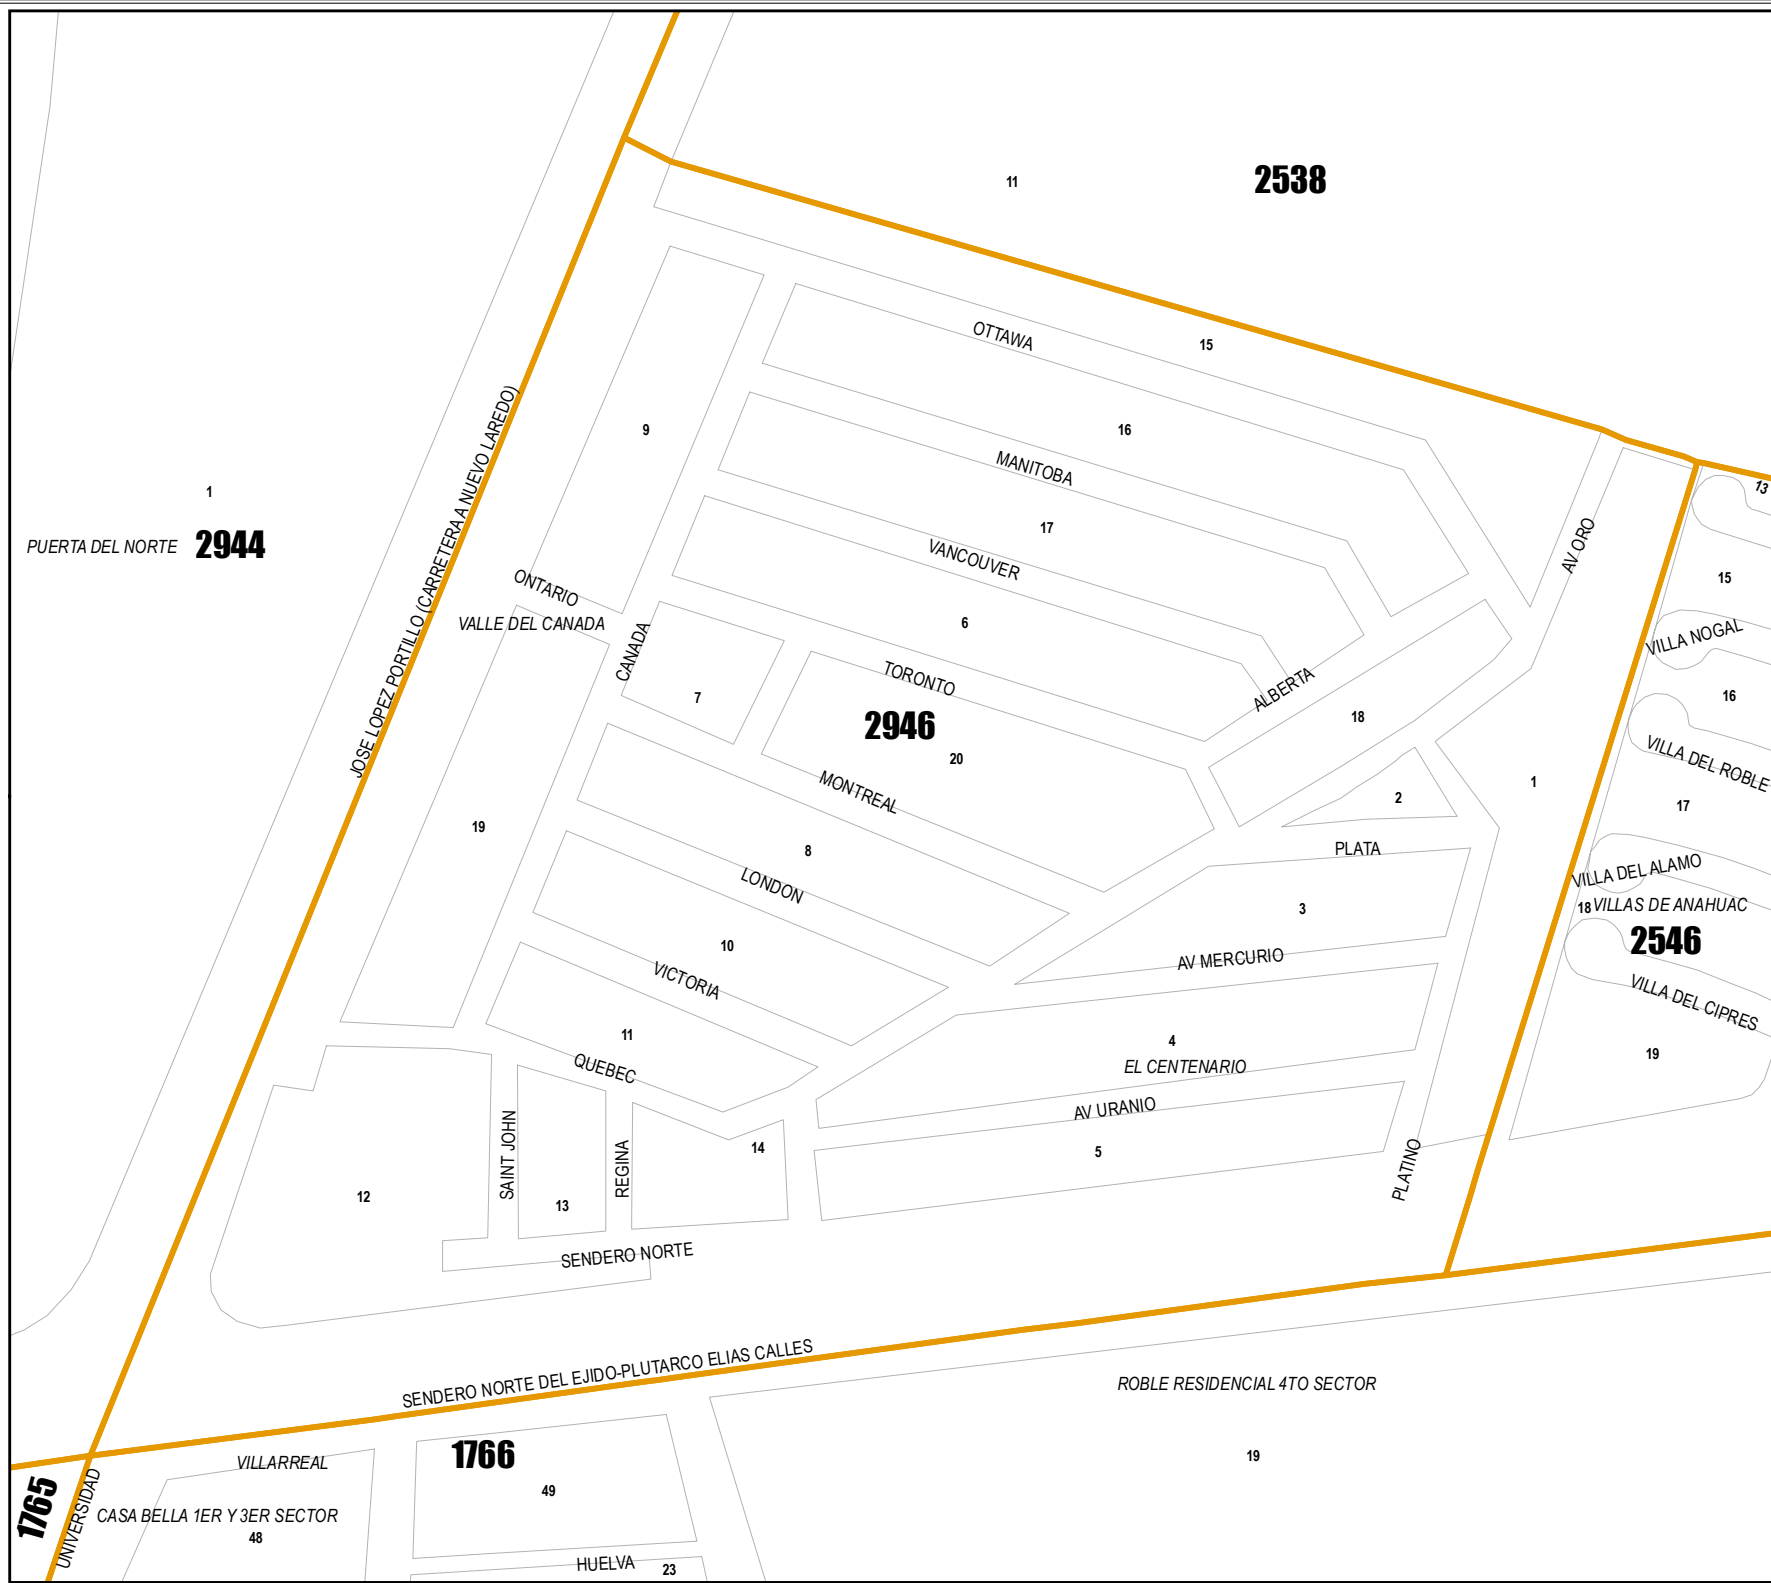 11
2538
OTTAWA
15
9
16
MANITOBA
JOSE LOPEZ PORTILLO (CARRETERA A NUEVO LAREDO)
1
13
17
PUERTA DEL NORTE
2944
VANCOUVER
AV ORO
15
ONTARIO
VALLE DEL CANADA
CANADA
6
VILLA NOGAL
TORONTO
ALBERTA
7
16
18
2946
20
VILLA DEL ROBLE
MONTREAL
1
2
17
19
8
PLATA
LONDON
VILLA DEL ALAMO
3
18
VILLAS DE ANAHUAC
2546
10
AV MERCURIO
VICTORIA
VILLA DEL CIPRES
11
4
19
QUEBEC
EL CENTENARIO
AV URANIO
SAINT JOHN
REGINA
14
5
PLATINO
12
13
SENDERO NORTE
SENDERO NORTE DEL EJIDO-PLUTARCO ELIAS CALLES
ROBLE RESIDENCIAL 4TO SECTOR
1766
VILLARREAL
19
1765
UNIVERSIDAD
49
CASA BELLA 1ER Y 3ER SECTOR
48
HUELVA
23